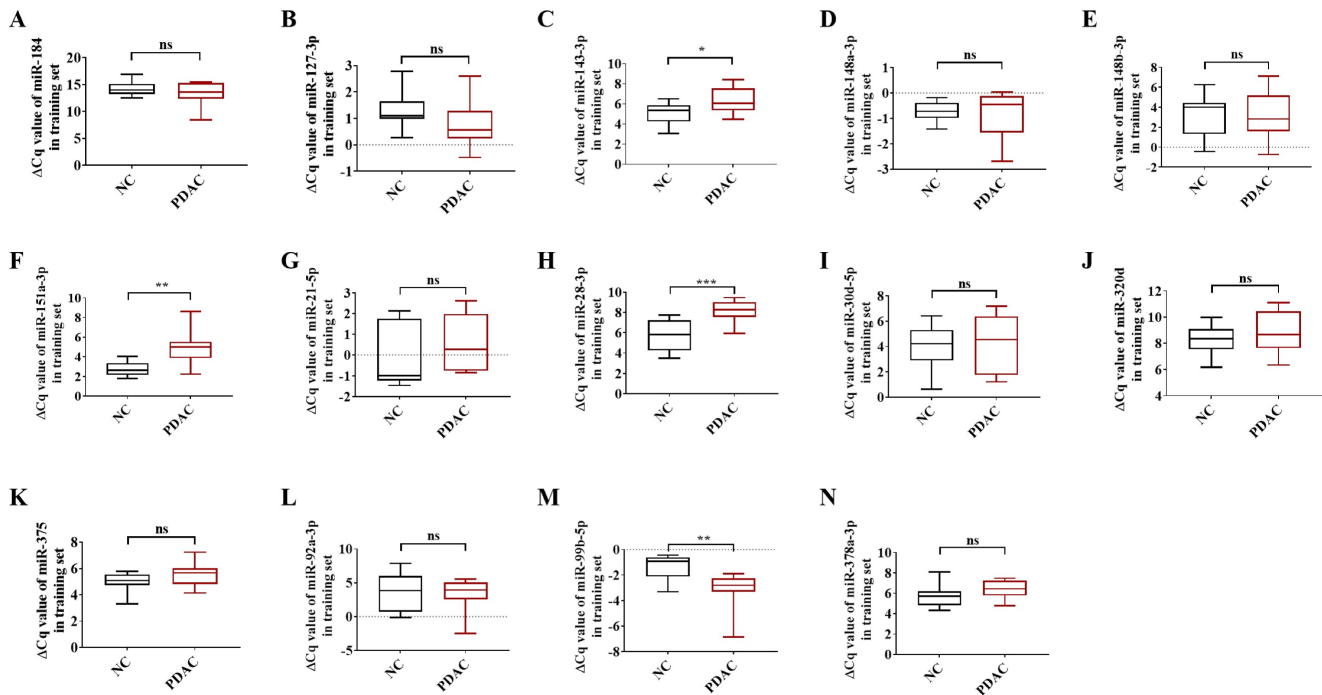 A
ΔCq value of miR-184
in training set
20
15
10
5
0
ns
NC
PDAC
B
ΔCq value of miR-127-3p
in training set
3
2
1
0
-1
ns
NC
PDAC
C
ΔCq value of miR-143-3p
in training set
10
8
6
4
2
0
*
NC
PDAC
D
ΔCq value of miR-148a-3p
in training set
1
0
-1
-2
-3
ns
NC
PDAC
E
ΔCq value of miR-148b-3p
in training set
8
6
4
2
0
-2
ns
NC
PDAC
F
ΔCq value of miR-151a-3p
in training set
10
8
6
4
2
0
**
NC
PDAC
G
ΔCq value of miR-21-5p
in training set
3
2
1
0
-1
-2
ns
NC
PDAC
H
ΔCq value of miR-28-3p
in training set
10
8
6
4
2
0
***
NC
PDAC
I
ΔCq value of miR-30d-5p
in training set
8
6
4
2
0
ns
NC
PDAC
J
ΔCq value of miR-320d
in training set
12
10
8
6
4
ns
NC
PDAC
K
ΔCq value of miR-375
in training set
8
6
4
2
0
ns
NC
PDAC
L
ΔCq value of miR-92a-3p
in training set
10
5
0
-5
ns
NC
PDAC
M
ΔCq value of miR-99b-5p
in training set
0
-2
-4
-6
-8
**
NC
PDAC
N
ΔCq value of miR-378a-3p
in training set
10
8
6
4
2
0
ns
NC
PDAC